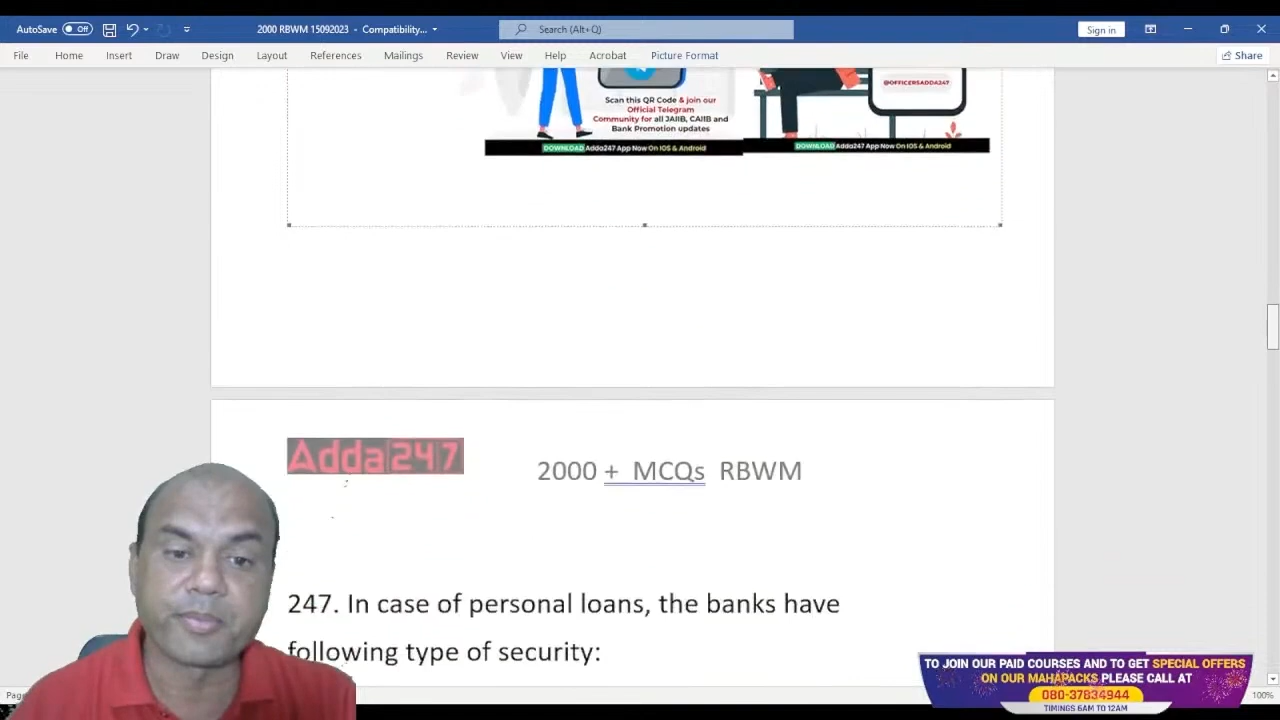 AutoSave Off 2000 RBWM 15092023 - Compatibility... Search (Alt+Q) Sign in
File Home Insert Draw Design Layout References Mailings Review View Help Acrobat Picture Format Share
@OFFICERSADDA247
Scan this QR Code & join our
Official Telegram
Community for all JAIIB, CAIIB and
Bank Promotion updates
DOWNLOAD Adda247 App Now On IOS & Android
DOWNLOAD Adda247 App Now On IOS & Android
Adda247
2000 + MCQs RBWM
247. In case of personal loans, the banks have
following type of security:
TO JOIN OUR PAID COURSES AND TO GET SPECIAL OFFERS
ON OUR MAHAPACKS PLEASE CALL AT
080-37834944
TIMINGS 6AM TO 12AM
Pag
100%